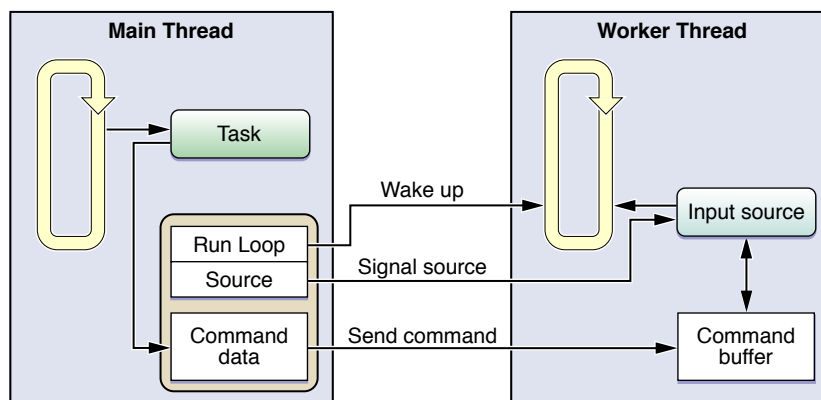 Main Thread
Task
Run Loop
Source
Command
data
Wake up
Signal source
Send command
Worker Thread
Input source
Command
buffer